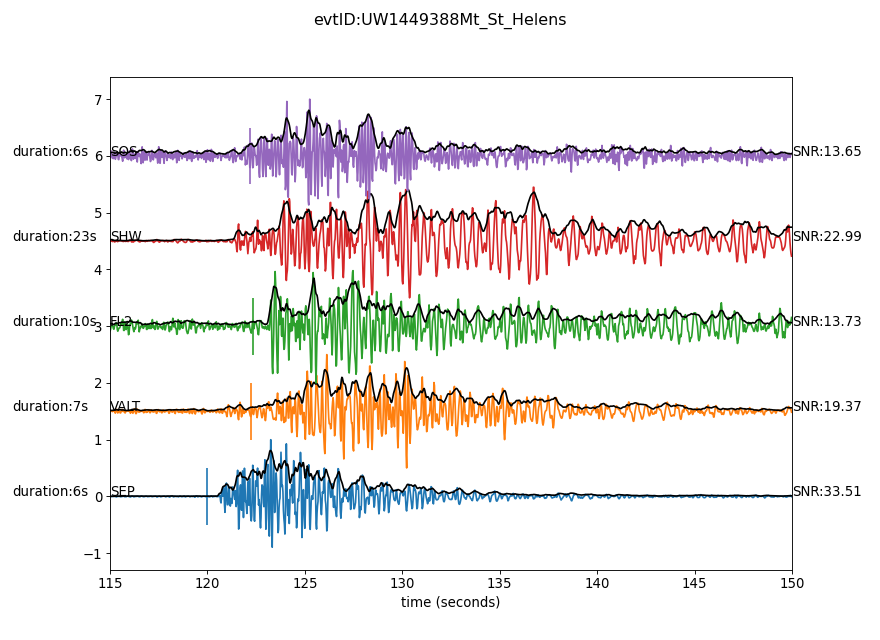 evtID:UW1449388Mt_St_Helens
7
duration:6s SOS 6 SNR:13.65
5
duration:23s SHW SNR:22.99
4
duration:10s 3 FL2 SNR:13.73
2
duration:7s VALT SNR:19.37
1
duration:6s SEP 0 SNR:33.51
−1
115 120 125 130 135 140 145 150
time (seconds)